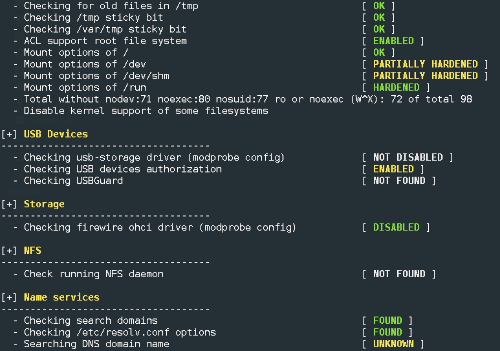 - Checking for old files in /tmp [ OK ]
- Checking /tmp sticky bit [ OK ]
- Checking /var/tmp sticky bit [ OK ]
- ACL support root file system [ ENABLED ]
- Mount options of / [ OK ]
- Mount options of /dev [ PARTIALLY HARDENED ]
- Mount options of /dev/shm [ PARTIALLY HARDENED ]
- Mount options of /run [ HARDENED ]
- Total without nodev:71 noexec:80 nosuid:77 ro or noexec (W^X): 72 of total 98
- Disable kernel support of some filesystems
[+] USB Devices
------------------------------------
- Checking usb-storage driver (modprobe config) [ NOT DISABLED ]
- Checking USB devices authorization [ ENABLED ]
- Checking USBGuard [ NOT FOUND ]
[+] Storage
------------------------------------
- Checking firewire ohci driver (modprobe config) [ DISABLED ]
[+] NFS
------------------------------------
- Check running NFS daemon [ NOT FOUND ]
[+] Name services
------------------------------------
- Checking search domains [ FOUND ]
- Checking /etc/resolv.conf options [ FOUND ]
- Searching DNS domain name [ UNKNOWN ]